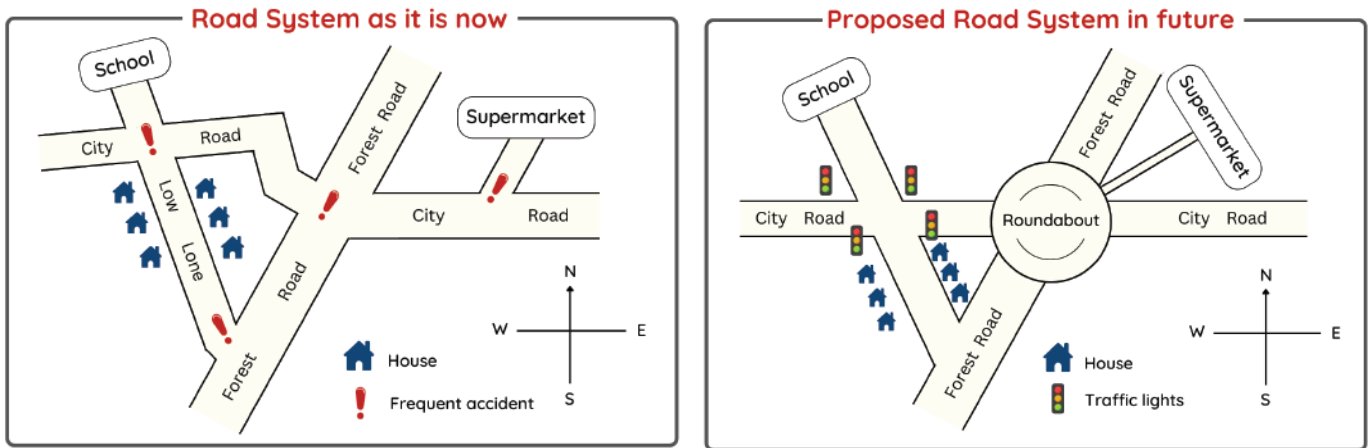 Road System as it is now
School
City
Road
Low
Lone
Forest Road
Supermarket
City
Road
Road
Forest
N
W
E
S
House
Frequent accident
Proposed Road System in future
School
Forest Road
Supermarket
City Road
Roundabout
City Road
Forest Road
N
W
E
S
House
Traffic lights